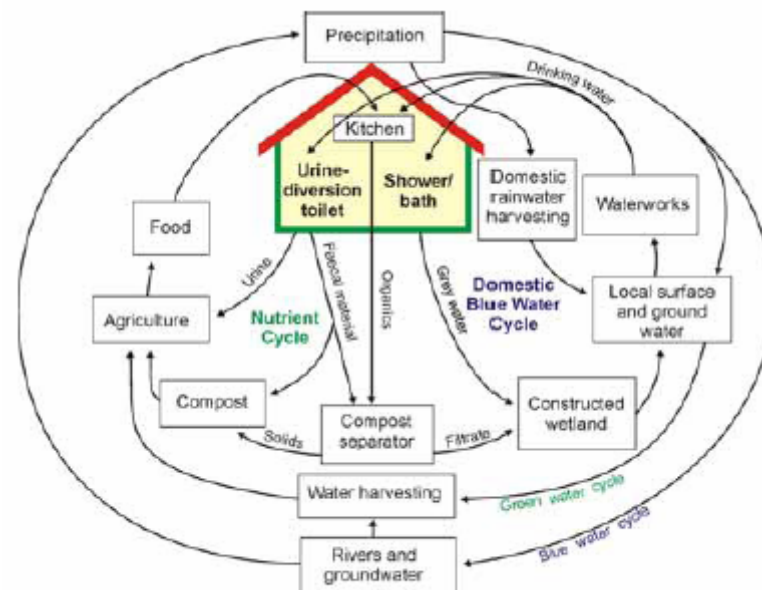 Precipitation
Drinking water
Kitchen
Urine-
diversion
toilet
Shower/
bath
Domestic
rainwater
harvesting
Waterworks
Food
Urine
Faecal material
Organics
Grey water
Domestic
Blue Water
Cycle
Local surface
and ground
water
Agriculture
Nutrient
Cycle
Compost
Compost
separator
Constructed
wetland
Solids
Filtrate
Water harvesting
Green water cycle
Blue water cycle
Rivers and
groundwater